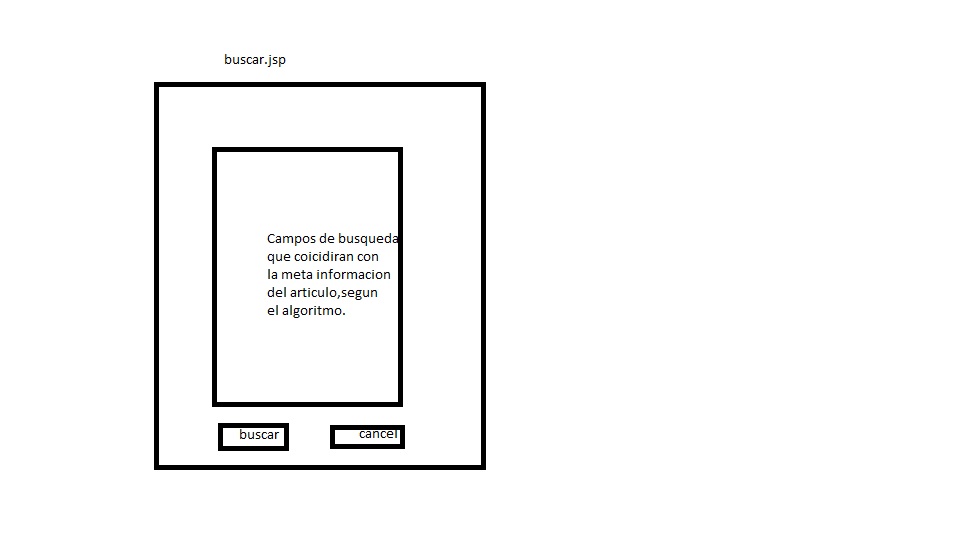 buscar.jsp
Campos de busqueda
que coicidiran con
la meta informacion
del articulo,segun
el algoritmo.
buscar
cancel